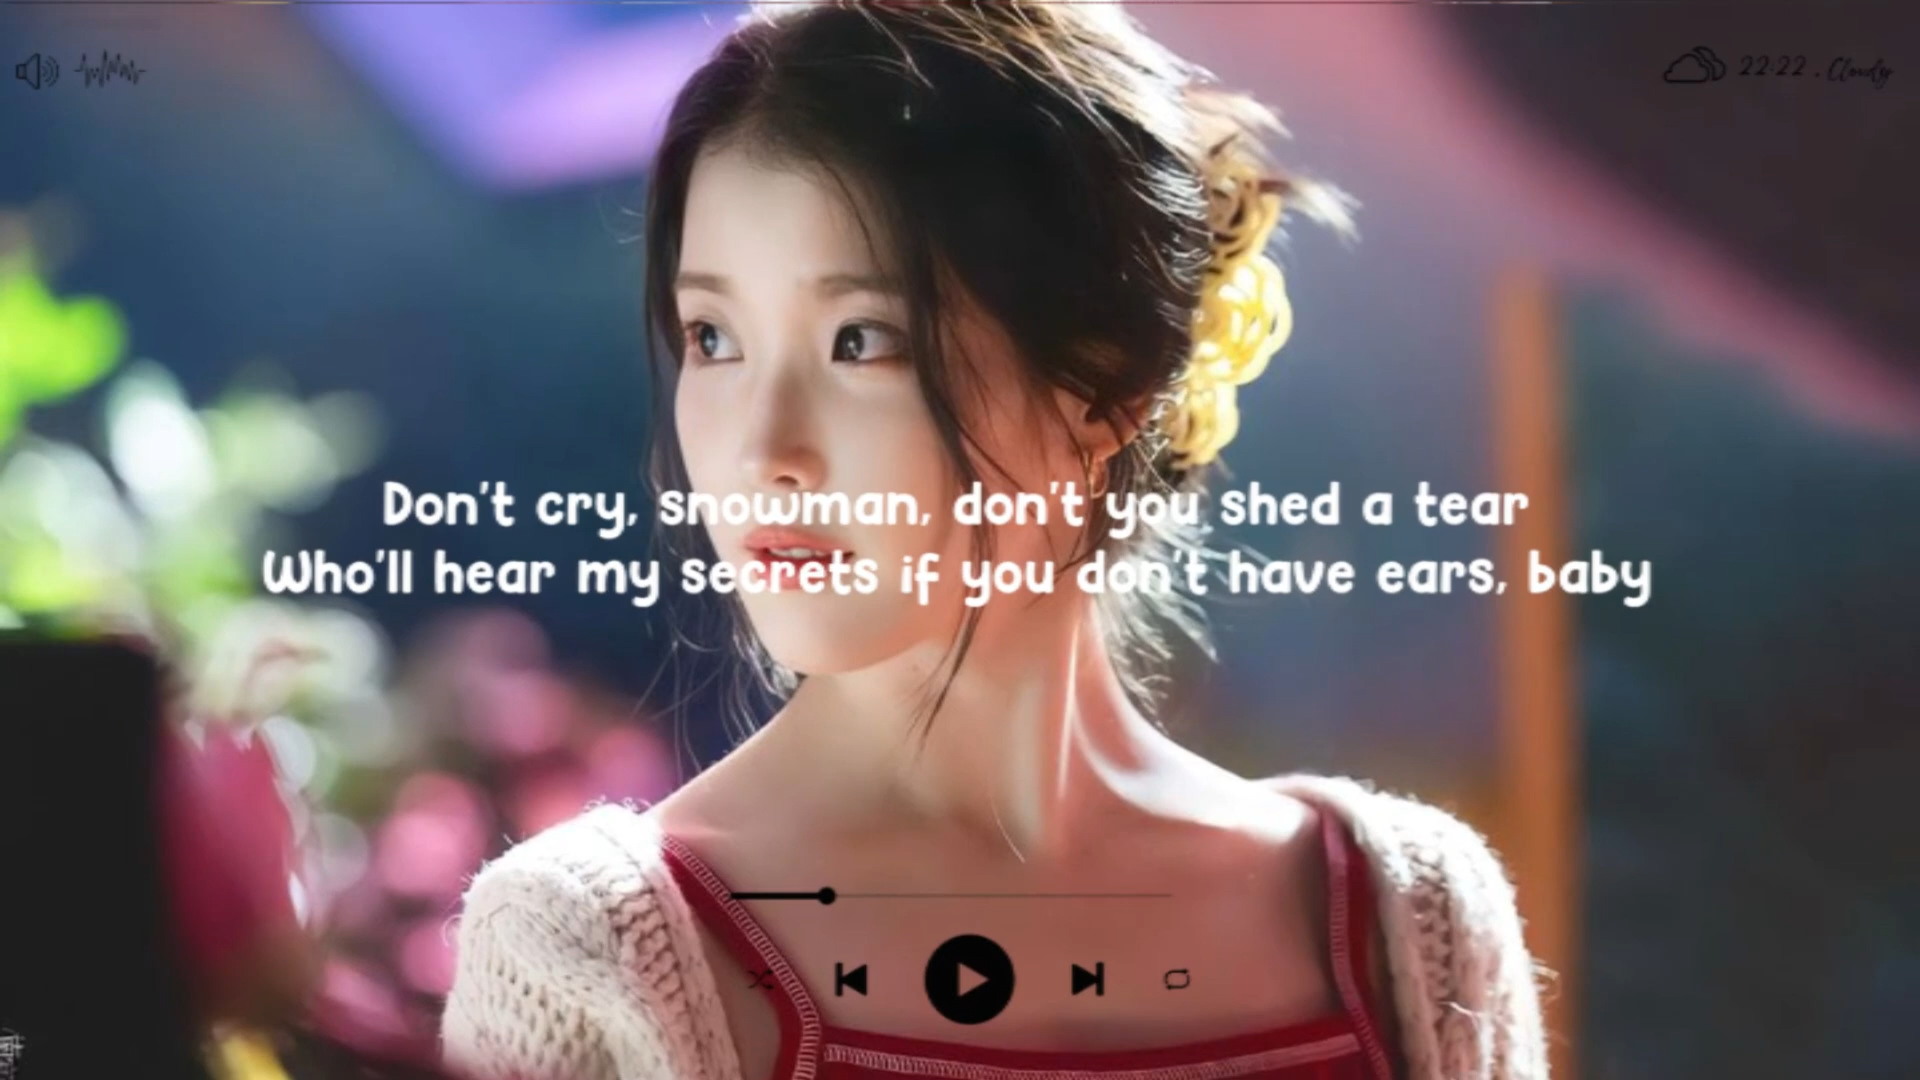 22:22 . Cloudy
Don't cry, snowman, don't you shed a tear
Who'll hear my secrets if you don't have ears, baby